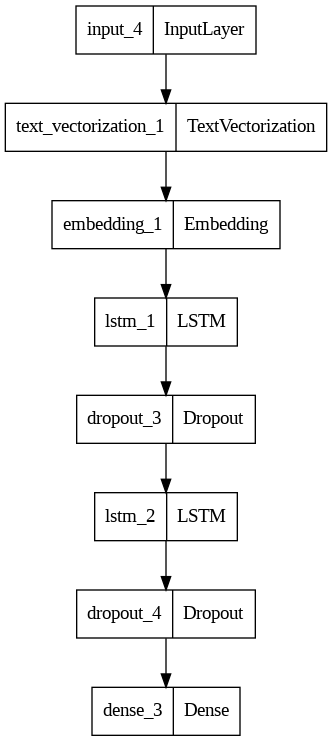 input_4 InputLayer
text_vectorization_1 TextVectorization
embedding_1 Embedding
lstm_1 LSTM
dropout_3 Dropout
lstm_2 LSTM
dropout_4 Dropout
dense_3 Dense